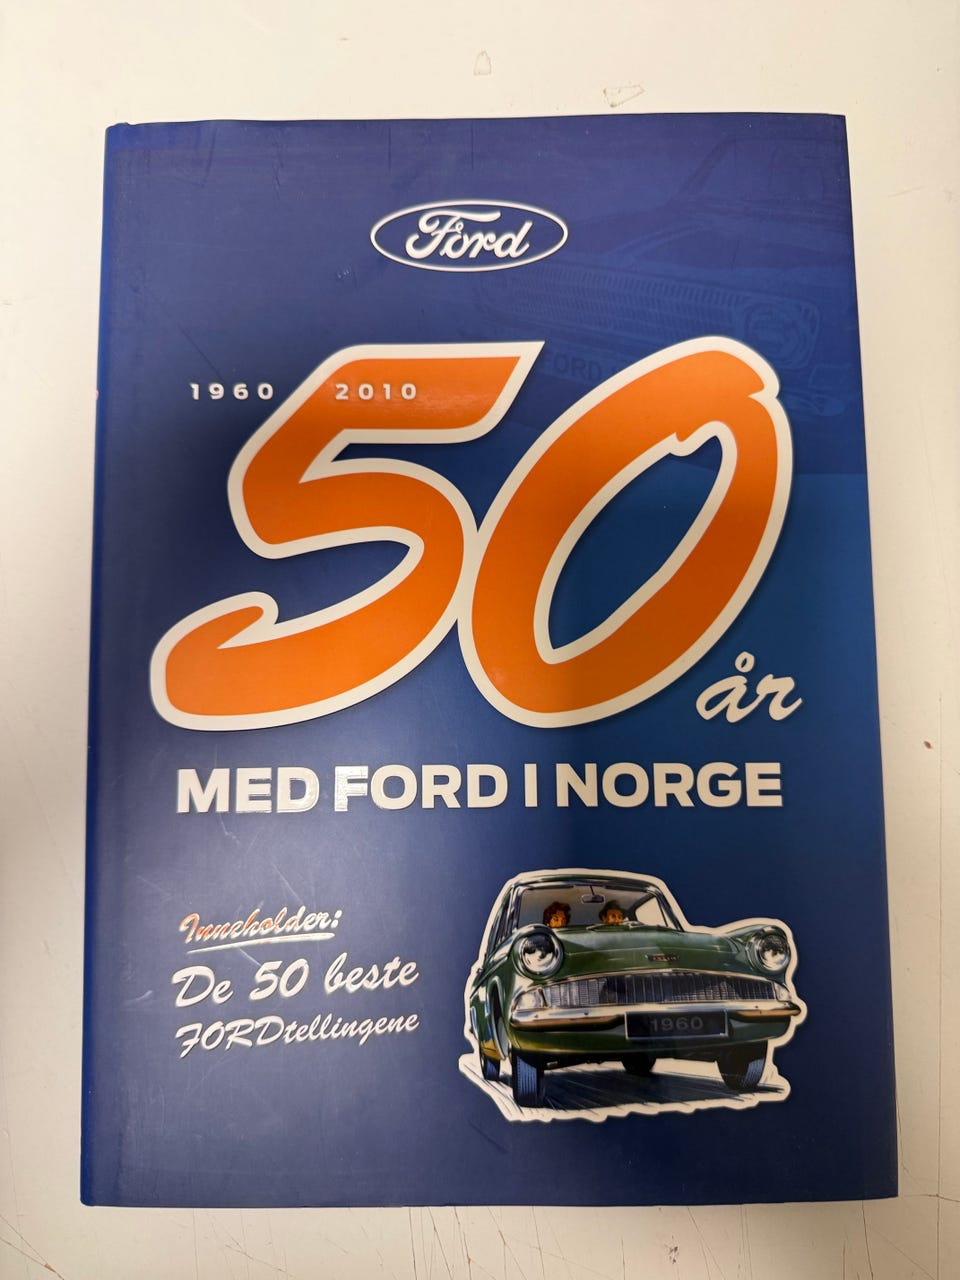 Ford
1960 2010
50
år
MED FORD I NORGE
Inneholder:
De 50 beste
FORDtellingene
1960